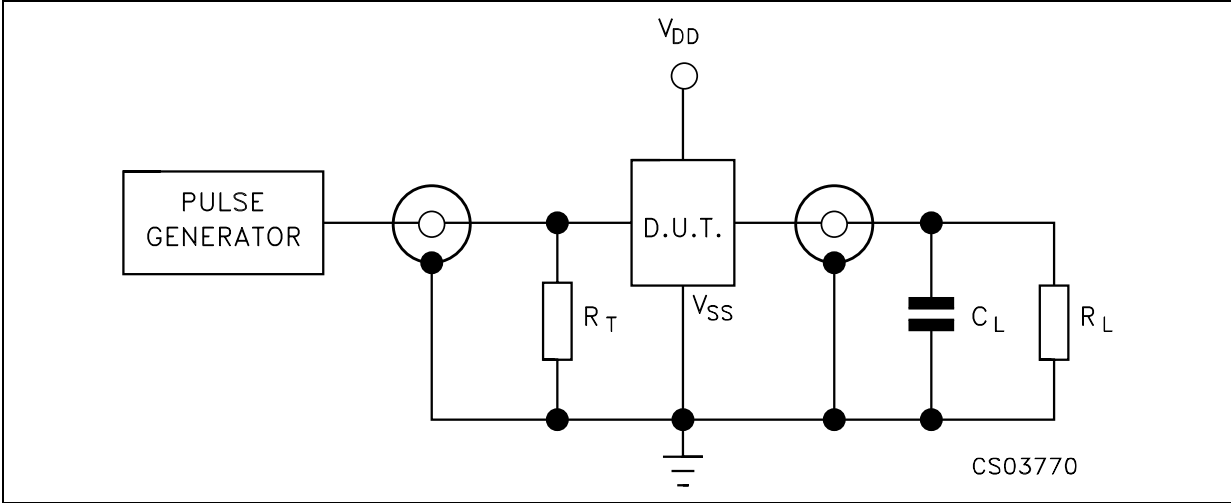 VDD
PULSE
GENERATOR
D.U.T.
VSS
RT
CL
RL
CS03770